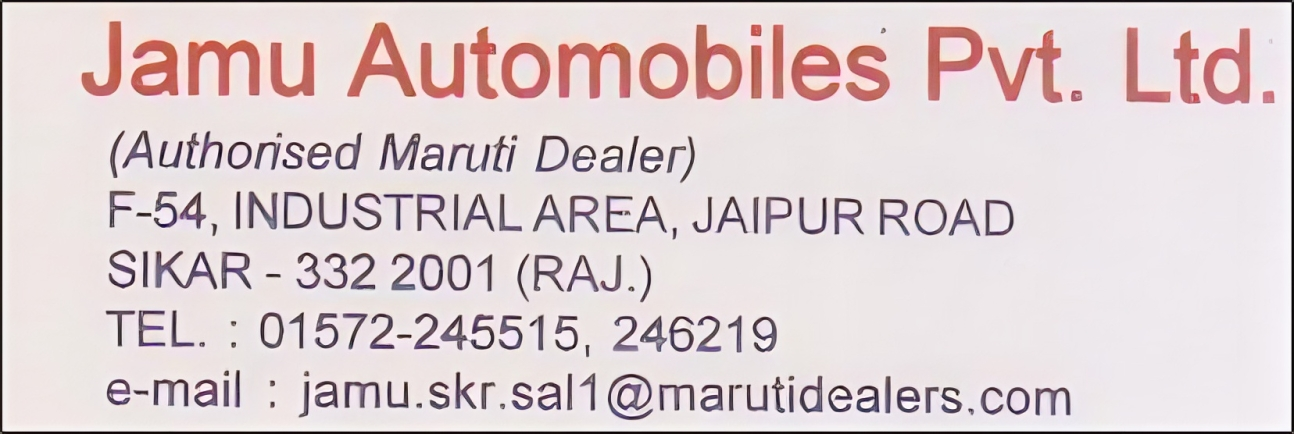 Jamu Automobiles Pvt. Ltd.
(Authorised Maruti Dealer)
F-54, INDUSTRIAL AREA, JAIPUR ROAD
SIKAR - 332 2001 (RAJ.)
TEL. : 01572-245515, 246219
e-mail : jamu.skr.sal1@marutidealers.com